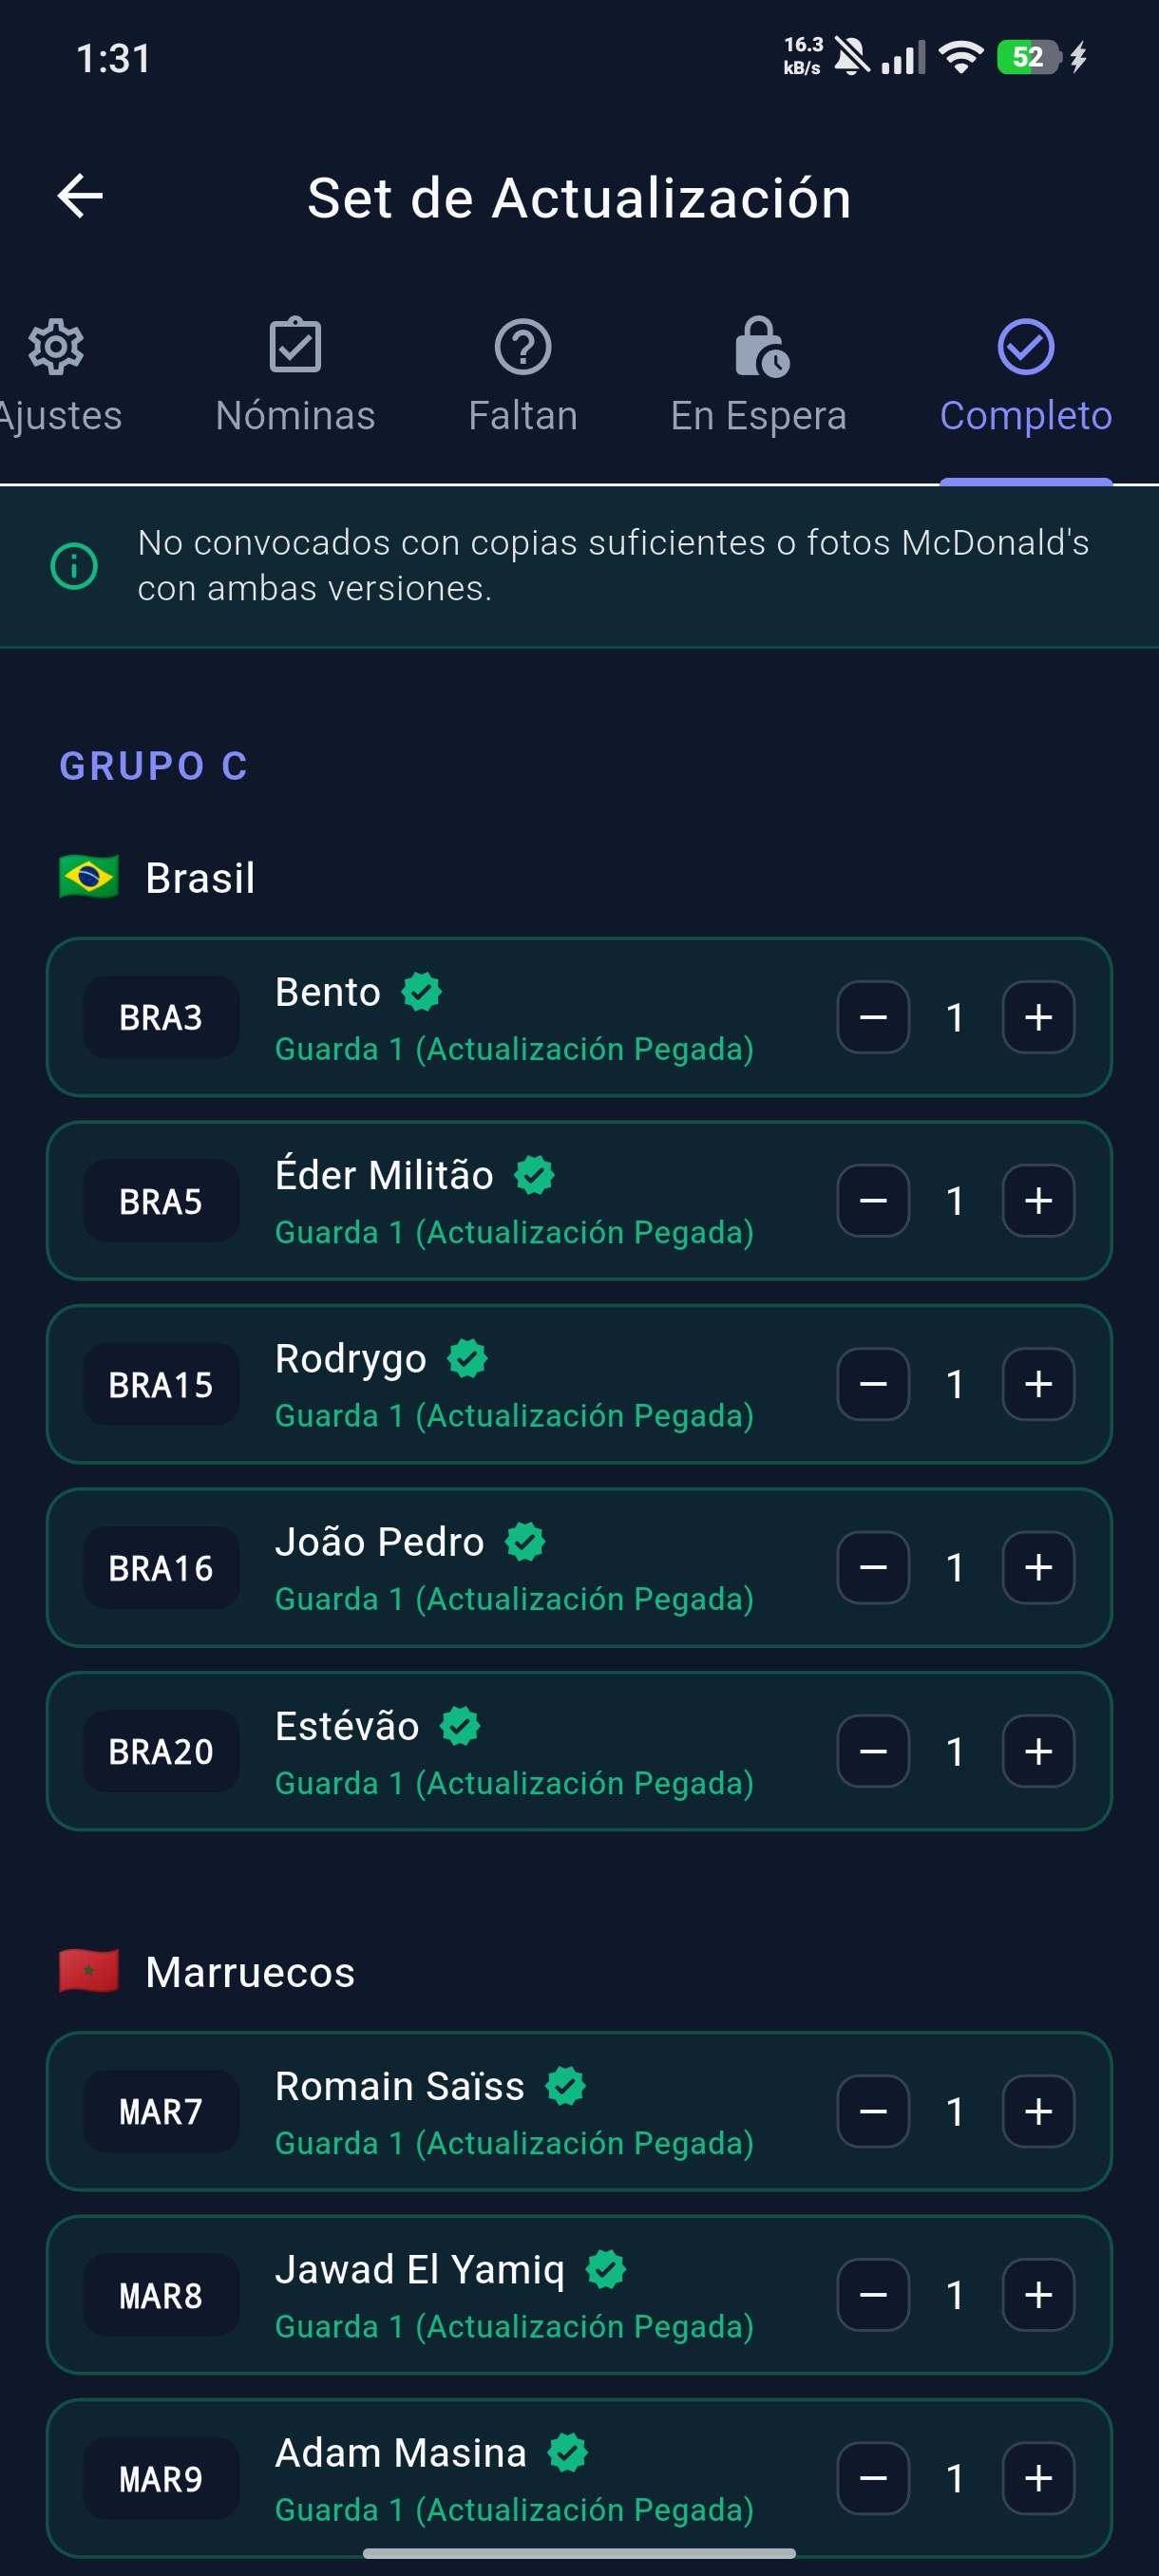 1:31
16.3
kB/s
52
Set de Actualización
Ajustes
Nóminas
Faltan
En Espera
Completo
No convocados con copias suficientes o fotos McDonald's
con ambas versiones.
GRUPO C
Brasil
BRA3
Bento
Guarda 1 (Actualización Pegada)
1
BRA5
Éder Militão
Guarda 1 (Actualización Pegada)
1
BRA15
Rodrygo
Guarda 1 (Actualización Pegada)
1
BRA16
João Pedro
Guarda 1 (Actualización Pegada)
1
BRA20
Estévão
Guarda 1 (Actualización Pegada)
1
Marruecos
MAR7
Romain Saïss
Guarda 1 (Actualización Pegada)
1
MAR8
Jawad El Yamiq
Guarda 1 (Actualización Pegada)
1
MAR9
Adam Masina
Guarda 1 (Actualización Pegada)
1